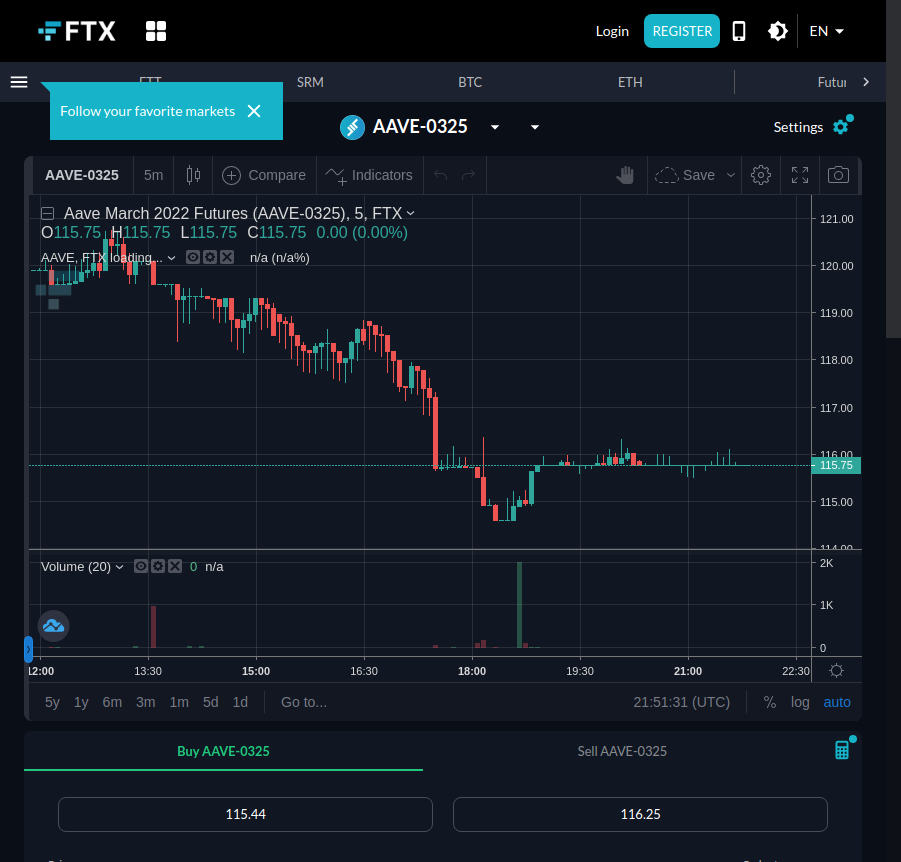 FTX
Login
REGISTER
EN
FTT
SRM
BTC
ETH
Futur
Follow your favorite markets
AAVE-0325
Settings
AAVE-0325
5m
Compare
Indicators
Save
Aave March 2022 Futures (AAVE-0325), 5, FTX
O115.75 H115.75 L115.75 C115.75 0.00 (0.00%)
AAVE, FTX loading... n/a (n/a%)
121.00
120.00
119.00
118.00
117.00
116.00
115.75
115.00
114.00
Volume (20) 0 n/a
2K
1K
0
12:00 13:30 15:00 16:30 18:00 19:30 21:00 22:30
5y 1y 6m 3m 1m 5d 1d Go to... 21:51:31 (UTC) % log auto
Buy AAVE-0325
Sell AAVE-0325
115.44
116.25